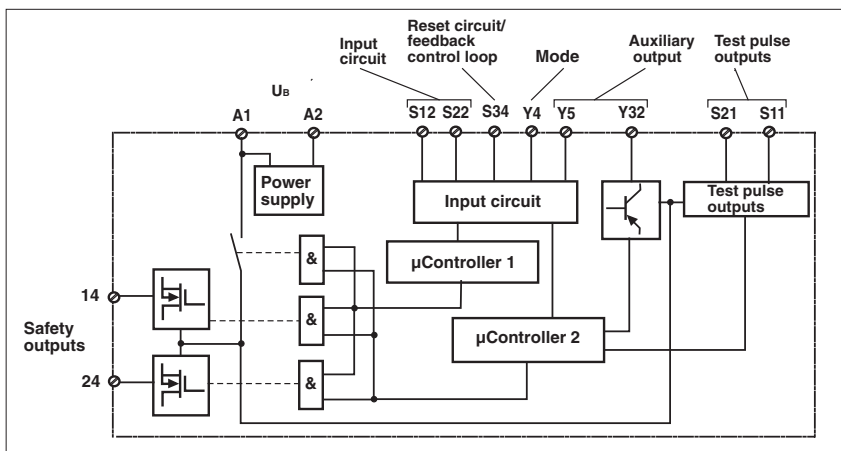 Input
circuit
Reset circuit/
feedback
control loop
Mode
Auxiliary
output
Test pulse
outputs
UB
A1
A2
S12
S22
S34
Y4
Y5
Y32
S21
S11
Power
supply
Input circuit
Test pulse
outputs
&
µController 1
14
&
Safety
outputs
µController 2
24
&